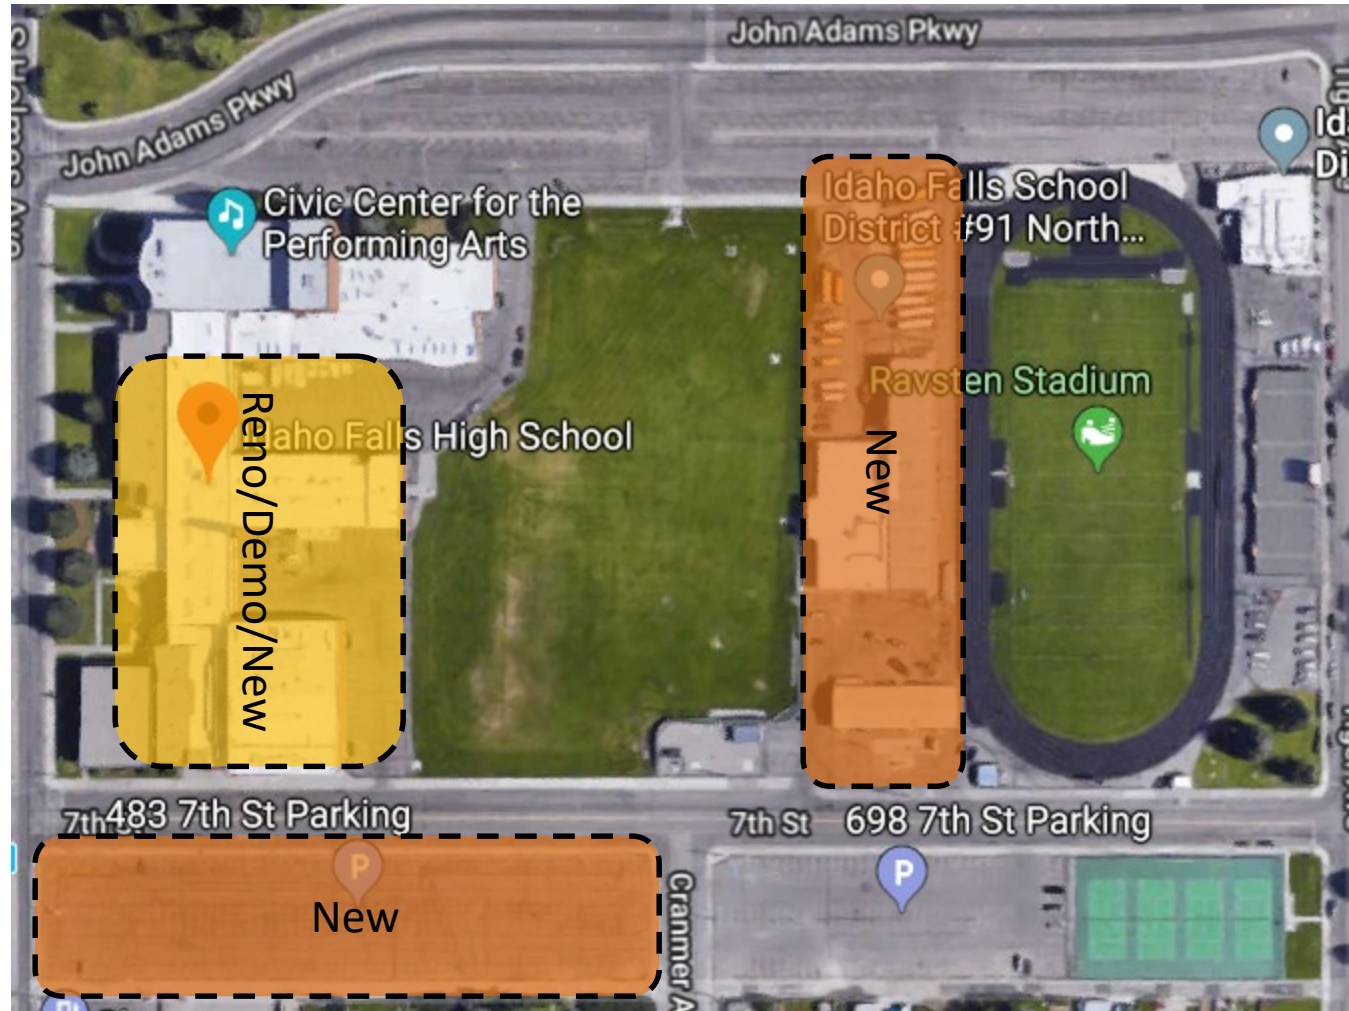 John Adams Pkwy
John Adams Pkwy
Civic Center for the
Performing Arts
Idaho Falls School
District #91 North...
Ravsten Stadium
Idaho Falls High School
Reno/Demo/New
New
7th St
483 7th St Parking
7th St
698 7th St Parking
P
P
New
Cranmer A